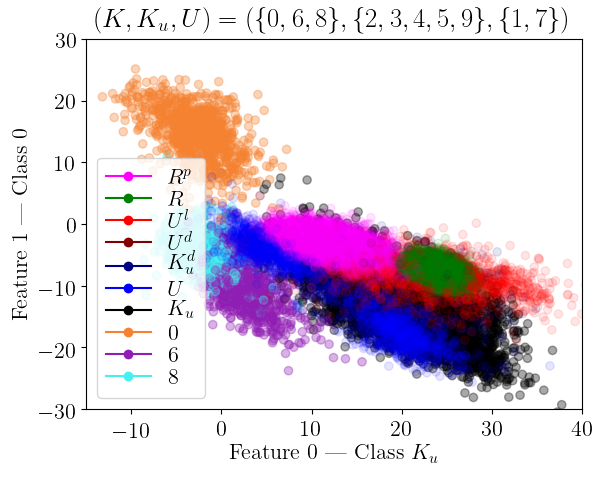 (K, K_u, U) = ({0, 6, 8}, {2, 3, 4, 5, 9}, {1, 7})
30
20
10
0
−10
−20
−30
Feature 1 — Class 0
R^p
R
U^l
U^d
K_u^d
U
K_u
0
6
8
−10 0 10 20 30 40
Feature 0 — Class K_u